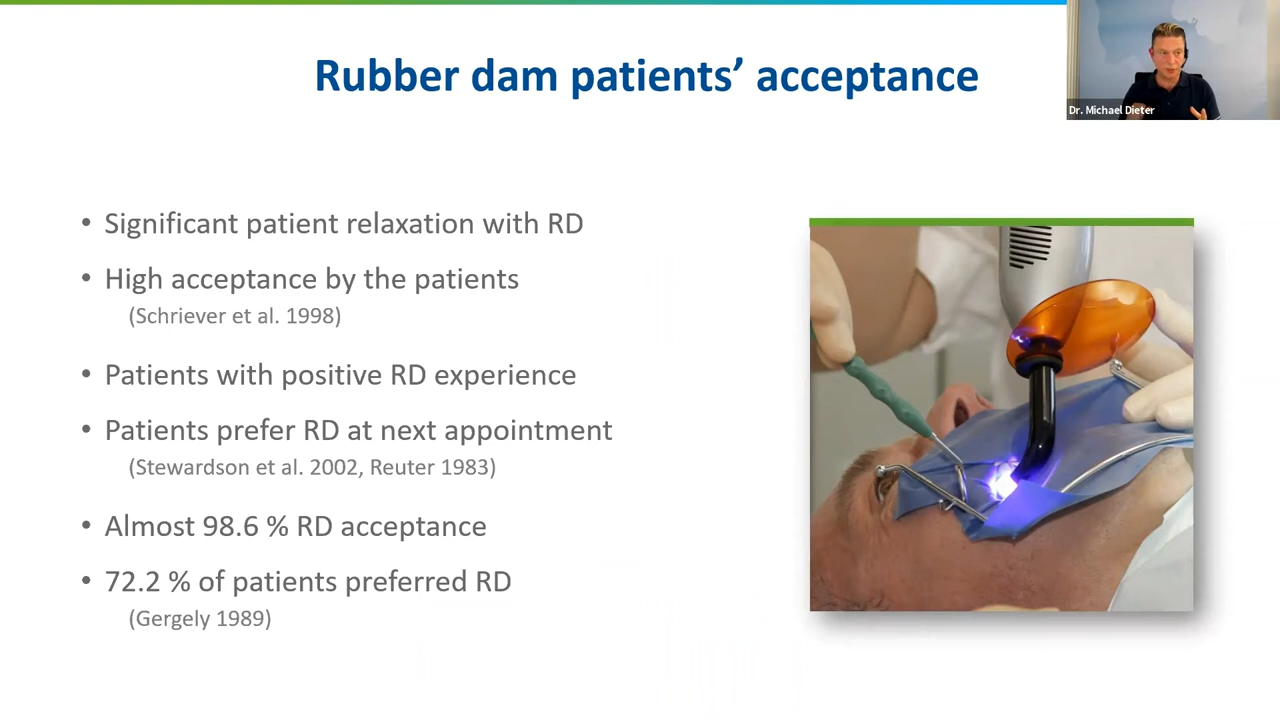 Rubber dam patients’ acceptance
Dr. Michael Dieter
• Significant patient relaxation with RD
• High acceptance by the patients
(Schriever et al. 1998)
• Patients with positive RD experience
• Patients prefer RD at next appointment
(Stewardson et al. 2002, Reuter 1983)
• Almost 98.6 % RD acceptance
• 72.2 % of patients preferred RD
(Gergely 1989)